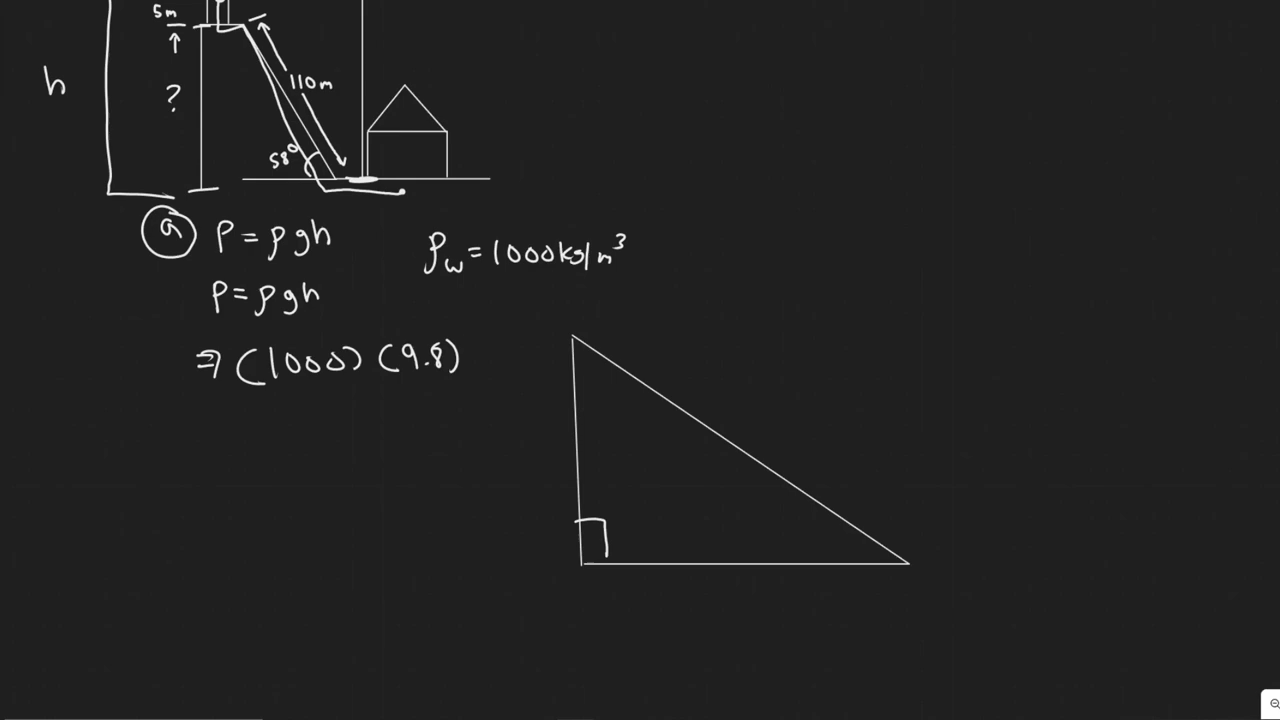 5m
110m
h
?
58°
a P = ρgh
ρw = 1000kg/m³
P = ρgh
⇒ (1000) (9.8)